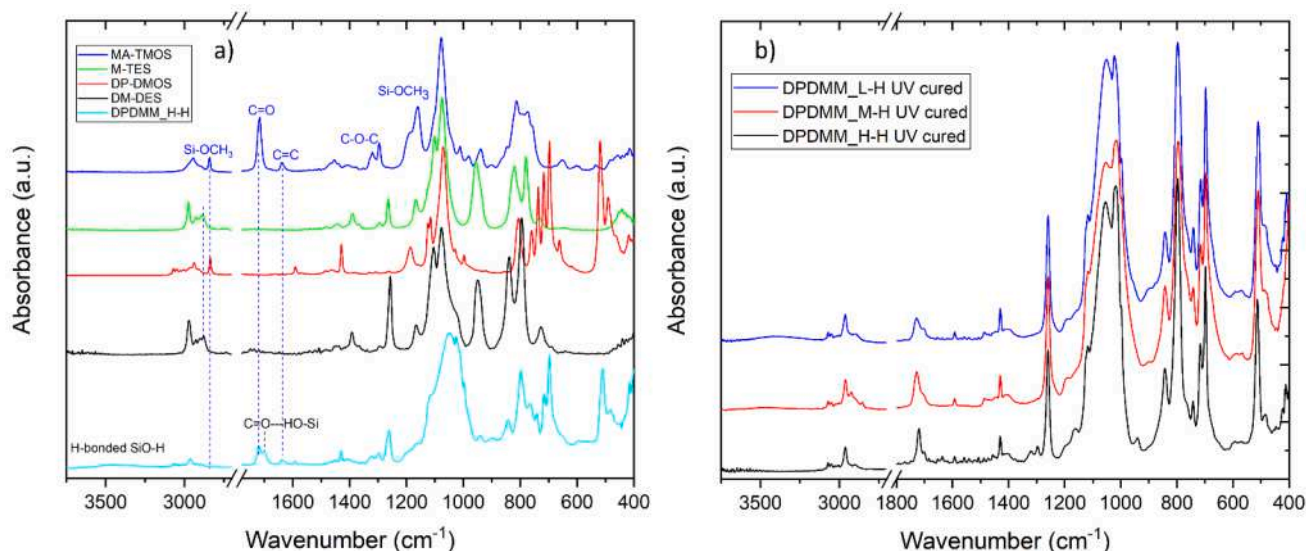 a)
MA-TMOS
M-TES
DP-DMOS
DM-DES
DPDMM_H-H
Si-OCH3
C=O
C=C
C-O-C
Si-OCH3
C=O---HO-Si
H-bonded SiO-H
Absorbance (a.u.)
3500 3000 1600 1400 1200 1000 800 600 400
Wavenumber (cm-1)
b)
DPDMM_L-H UV cured
DPDMM_M-H UV cured
DPDMM_H-H UV cured
Absorbance (a.u.)
3500 3000 1800 1600 1400 1200 1000 800 600 400
Wavenumber (cm-1)